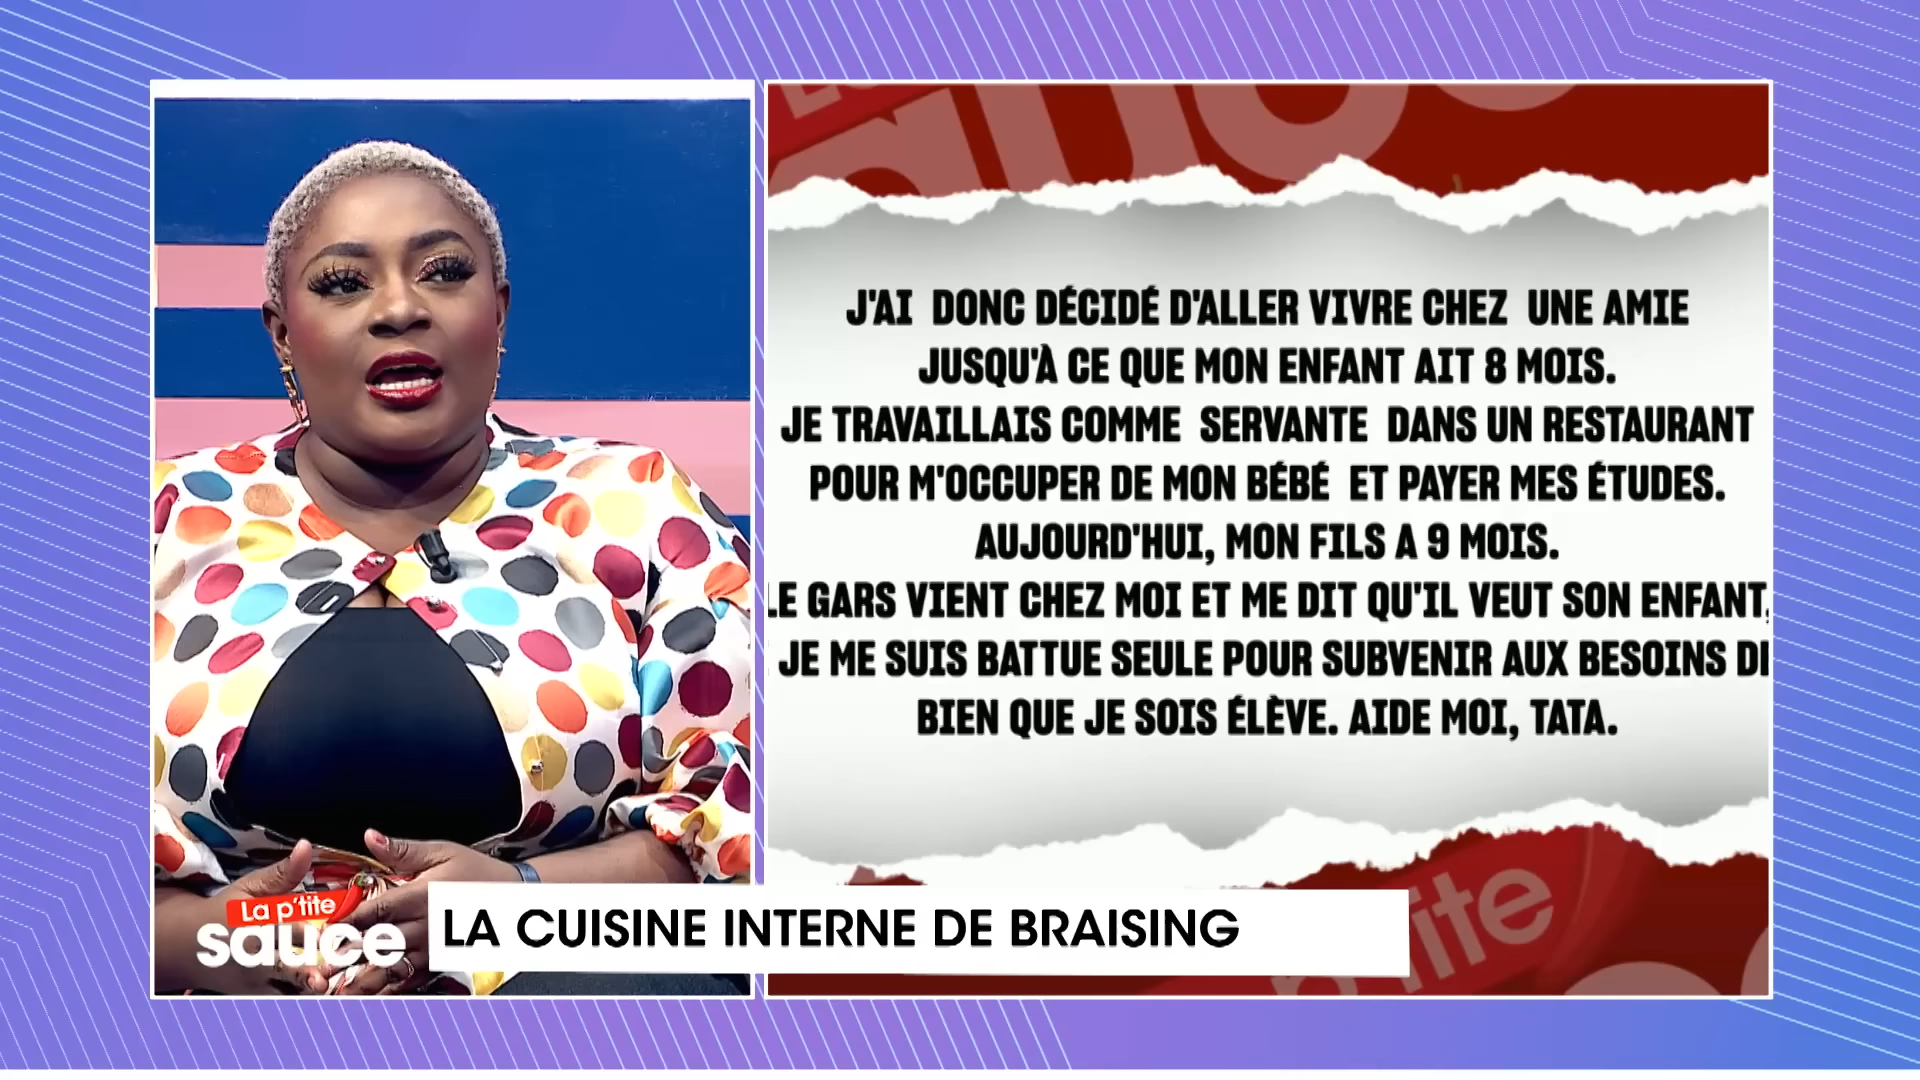 J'AI DONC DÉCIDÉ D'ALLER VIVRE CHEZ UNE AMIE
JUSQU'À CE QUE MON ENFANT AIT 8 MOIS.
JE TRAVAILLAIS COMME SERVANTE DANS UN RESTAURANT
POUR M'OCCUPER DE MON BÉBÉ ET PAYER MES ÉTUDES.
AUJOURD'HUI, MON FILS A 9 MOIS.
LE GARS VIENT CHEZ MOI ET ME DIT QU'IL VEUT SON ENFANT,
JE ME SUIS BATTUE SEULE POUR SUBVENIR AUX BESOINS
BIEN QUE JE SOIS ÉLÈVE. AIDE MOI, TATA.
La p'tite
sauce
LA CUISINE INTERNE DE BRAISING
p'tite